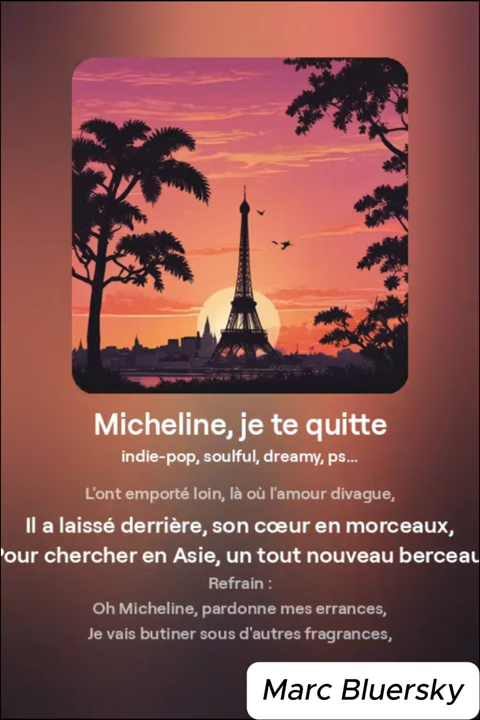 Micheline, je te quitte
indie-pop, soulful, dreamy, ps...
L'ont emporté loin, là où l'amour divague,
Il a laissé derrière, son cœur en morceaux,
Pour chercher en Asie, un tout nouveau berceau
Refrain :
Oh Micheline, pardonne mes errances,
Je vais butiner sous d'autres fragrances,
Marc Bluersky